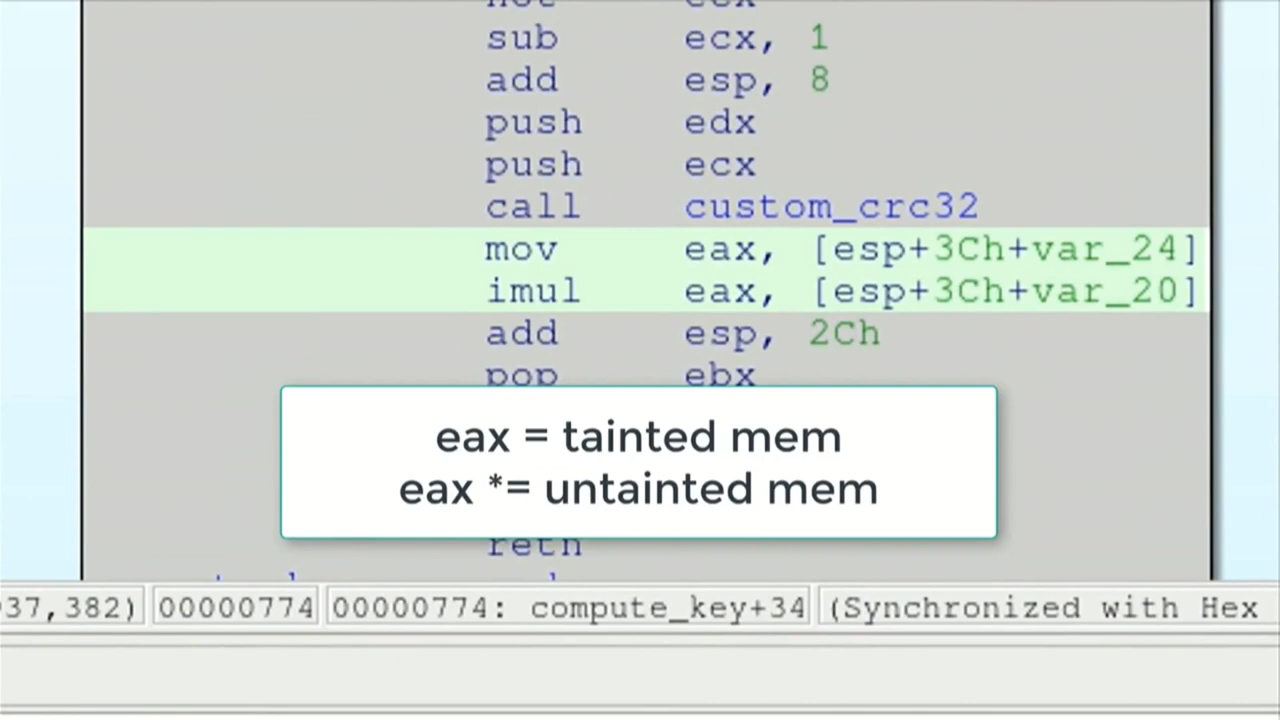 sub ecx, 1
add esp, 8
push edx
push ecx
call custom_crc32
mov eax, [esp+3Ch+var_24]
imul eax, [esp+3Ch+var_20]
add esp, 2Ch
pop ebx
eax = tainted mem
eax *= untainted mem
retn
37,382) 00000774 00000774: compute_key+34 (Synchronized with Hex